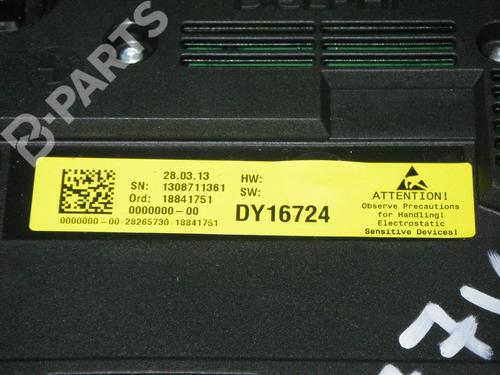 B-PARTS
28.03.13
SN: 1308711361
Ord: 18841751
0000000-00
0000000-00 28265730 18841751
HW:
SW:
DY16724
ATTENTION!
Observe Precautions
for Handling!
Electrostatic
Sensitive Devices!